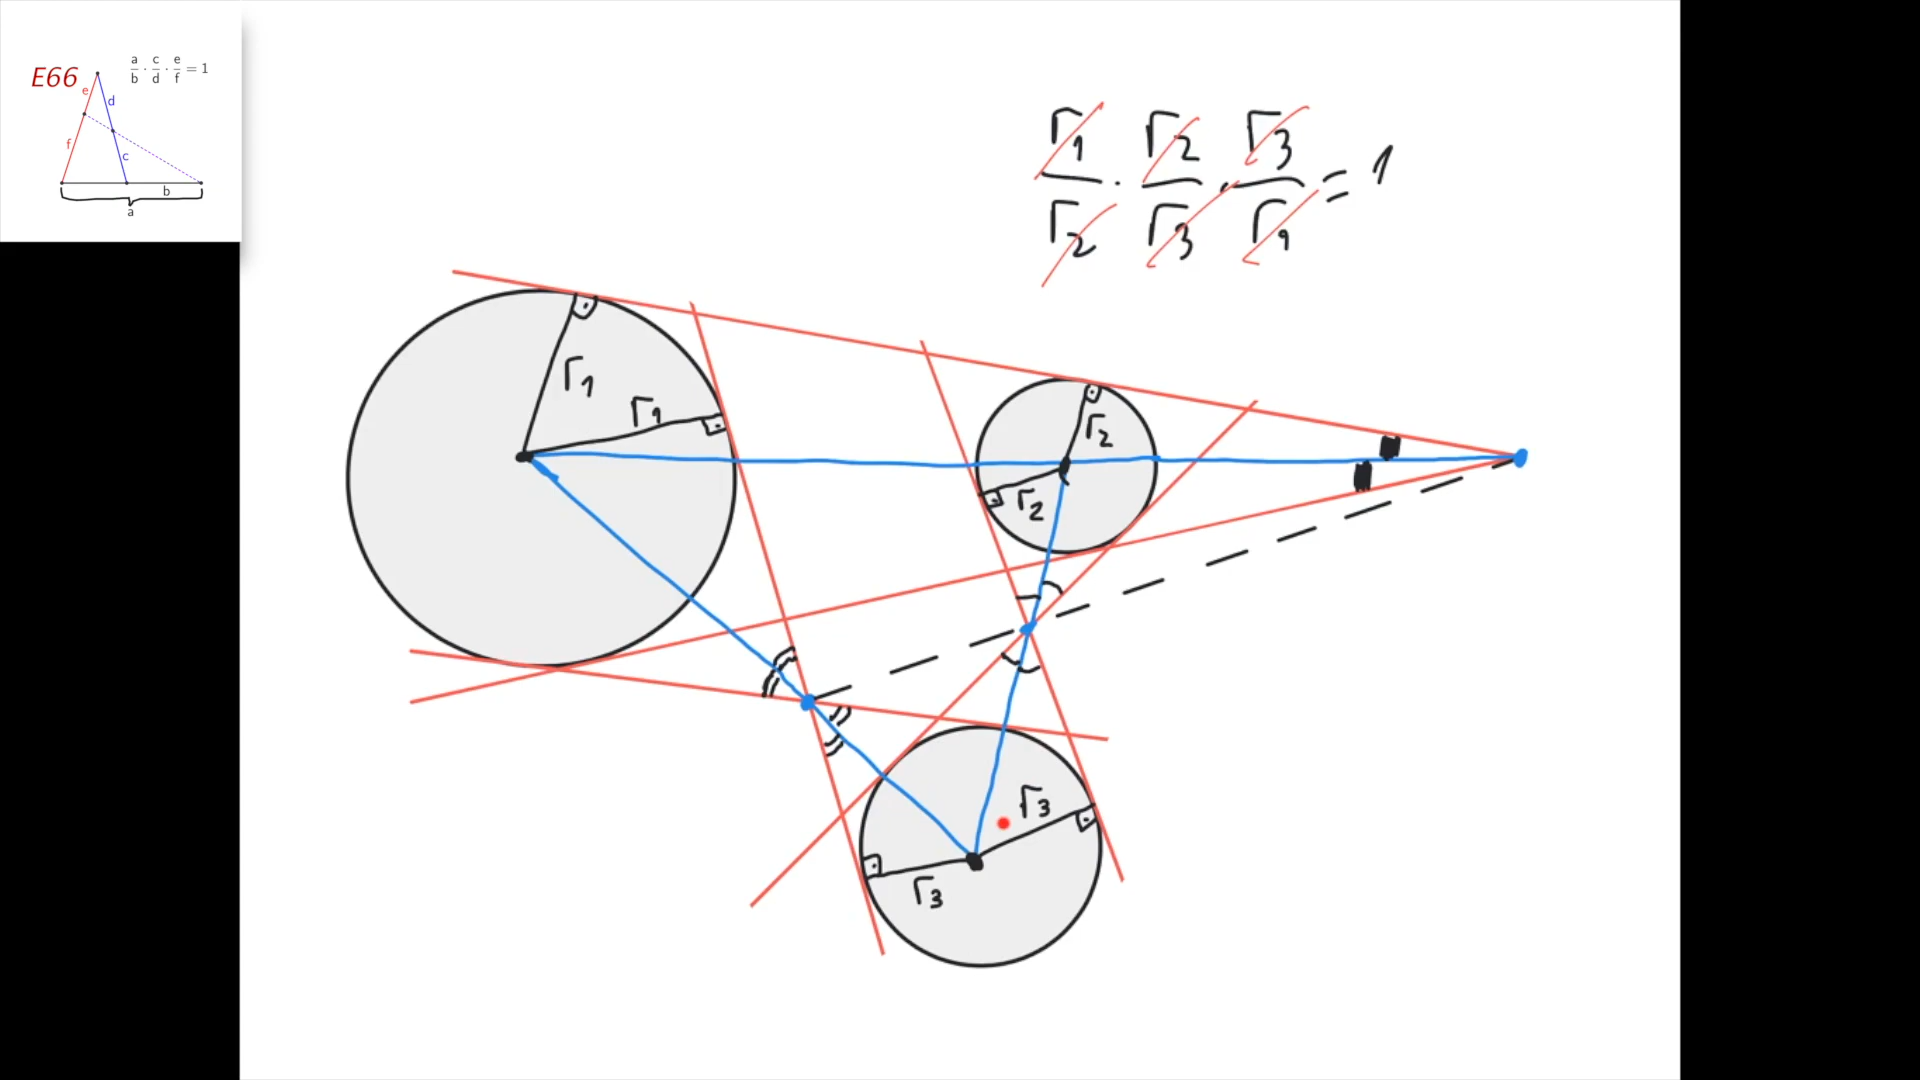 E66
a/b · c/d · e/f = 1
e
d
f
c
b
a
r1/r2 · r2/r3 · r3/r1 = 1
r1
r1
r2
r2
r3
r3